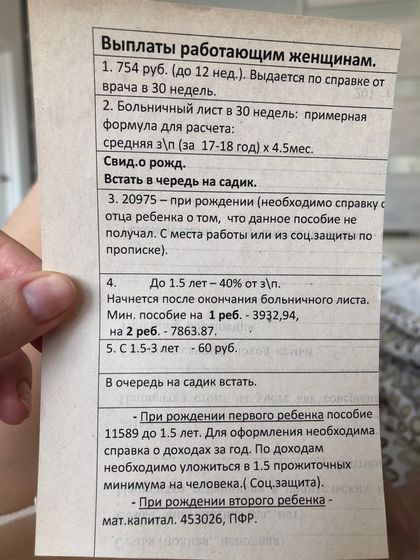 Выплаты работающим женщинам.
1. 754 руб. (до 12 нед.). Выдается по справке от
врача в 30 недель.
2. Больничный лист в 30 недель: примерная
формула для расчета:
средняя з\п (за 17-18 год) х 4.5мес.
Свид.о рожд.
Встать в чередь на садик.
3. 20975 – при рождении (необходимо справку с
отца ребенка о том, что данное пособие не
получал. С места работы или из соц.защиты по
прописке).
4. До 1.5 лет – 40% от з\п.
Начнется после окончания больничного листа.
Мин. пособие на 1 реб. - 3932,94,
на 2 реб. - 7863.87.
5. С 1.5-3 лет - 60 руб.
В очередь на садик встать.
- При рождении первого ребенка пособие
11589 до 1.5 лет. Для оформления необходима
справка о доходах за год. По доходам
необходимо уложиться в 1.5 прожиточных
минимума на человека.( Соц.защита).
- При рождении второго ребенка -
мат.капитал. 453026, ПФР.